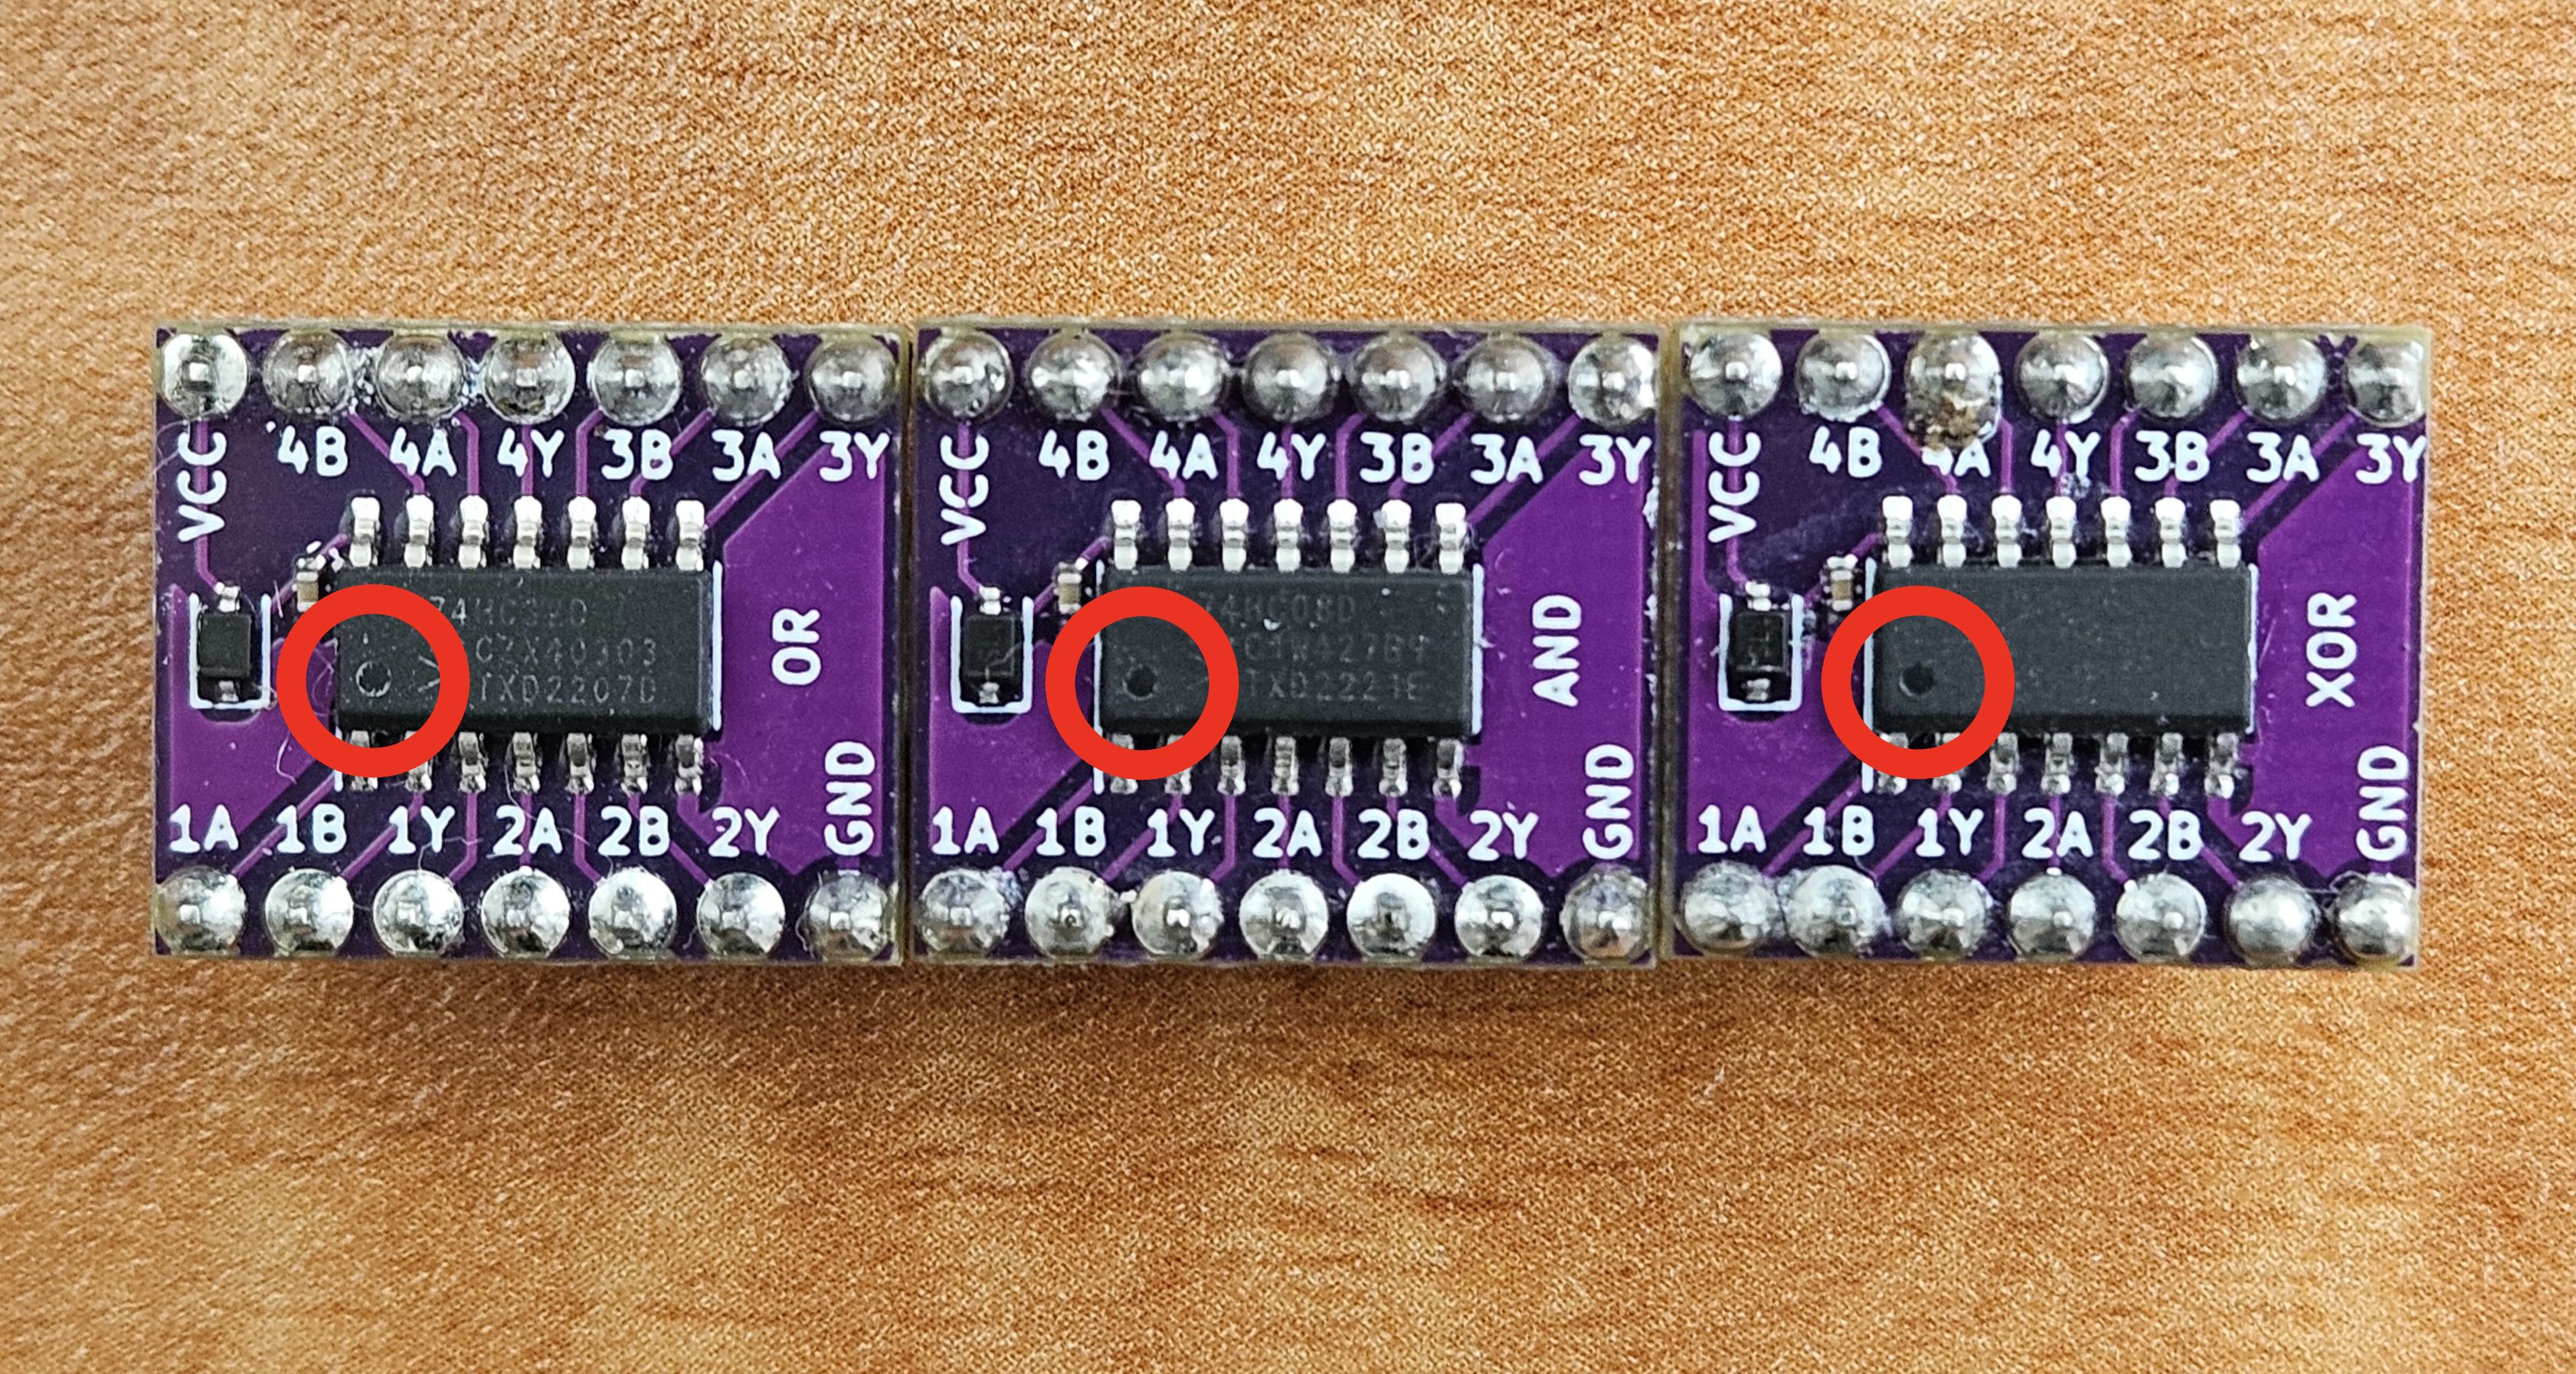 VCC 4B 4A 4Y 3B 3A 3Y
74HC32D
CZX40303
TXD2207D
OR
1A 1B 1Y 2A 2B 2Y GND
VCC 4B 4A 4Y 3B 3A 3Y
74HC08D
TXD2221E
AND
1A 1B 1Y 2A 2B 2Y GND
VCC 4B 4A 4Y 3B 3A 3Y
XOR
1A 1B 1Y 2A 2B 2Y GND